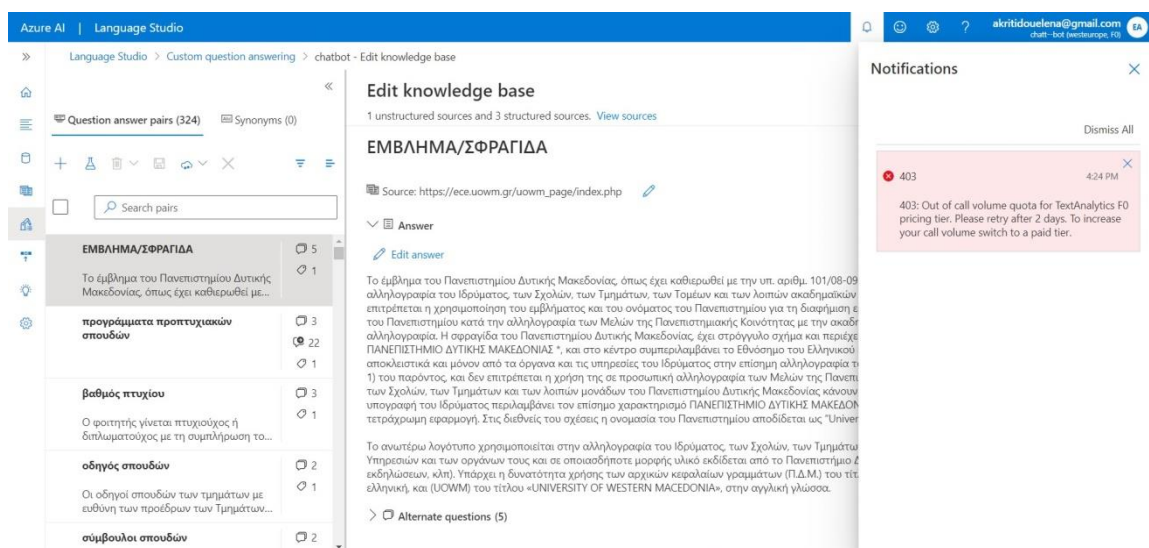 Azure AI | Language Studio
akritidouelena@gmail.com
chatt--bot (westeurope, F0)
EA
Language Studio > Custom question answering > chatbot - Edit knowledge base
Question answer pairs (324)
Synonyms (0)
Search pairs
ΕΜΒΛΗΜΑ/ΣΦΡΑΓΙΔΑ
5
Το έμβλημα του Πανεπιστημίου Δυτικής
1
Μακεδονίας, όπως έχει καθιερωθεί με...
προγράμματα προπτυχιακών
3
σπουδών
22
1
βαθμός πτυχίου
3
1
Ο φοιτητής γίνεται πτυχιούχος ή
διπλωματούχος με τη συμπλήρωση το...
οδηγός σπουδών
2
1
Οι οδηγοί σπουδών των τμημάτων με
ευθύνη των προέδρων των Τμημάτων...
σύμβουλοι σπουδών
2
Edit knowledge base
1 unstructured sources and 3 structured sources. View sources
ΕΜΒΛΗΜΑ/ΣΦΡΑΓΙΔΑ
Source: https://ece.uowm.gr/uowm_page/index.php
Answer
Edit answer
Το έμβλημα του Πανεπιστημίου Δυτικής Μακεδονίας, όπως έχει καθιερωθεί με την υπ. αριθμ. 101/08-09
αλληλογραφία του Ιδρύματος, των Σχολών, των Τμημάτων, των Τομέων και των λοιπών ακαδημαϊκών
επιτρέπεται η χρησιμοποίηση του εμβλήματος και του ονόματος του Πανεπιστημίου για τη διαφήμιση ε
του Πανεπιστημίου κατά την αλληλογραφία των Μελών της Πανεπιστημιακής Κοινότητας με την ακαδη
αλληλογραφία. Η σφραγίδα του Πανεπιστημίου Δυτικής Μακεδονίας, έχει στρόγγυλο σχήμα και περιέχε
ΠΑΝΕΠΙΣΤΗΜΙΟ ΔΥΤΙΚΗΣ ΜΑΚΕΔΟΝΙΑΣ *, και στο κέντρο συμπεριλαμβάνει το Εθνόσημο του Ελληνικού
αποκλειστικά και μόνον από τα όργανα και τις υπηρεσίες του Ιδρύματος στην επίσημη αλληλογραφία τ
1) του παρόντος, και δεν επιτρέπεται η χρήση της σε προσωπική αλληλογραφία των Μελών της Πανεπι
των Σχολών, των Τμημάτων και των λοιπών μονάδων του Πανεπιστημίου Δυτικής Μακεδονίας κάνουν
υπογραφή του Ιδρύματος περιλαμβάνει τον επίσημο χαρακτηρισμό ΠΑΝΕΠΙΣΤΗΜΙΟ ΔΥΤΙΚΗΣ ΜΑΚΕΔΟΝ
τετράχρωμη εφαρμογή. Στις διεθνείς του σχέσεις η ονομασία του Πανεπιστημίου αποδίδεται ως "Univer
Το ανωτέρω λογότυπο χρησιμοποιείται στην αλληλογραφία του Ιδρύματος, των Σχολών, των Τμημάτω
Υπηρεσιών και των οργάνων τους και σε οποιασδήποτε μορφής υλικό εκδίδεται από το Πανεπιστήμιο Δ
εκδηλώσεων, κλπ). Υπάρχει η δυνατότητα χρήσης των αρχικών κεφαλαίων γραμμάτων (Π.Δ.Μ.) του τίτ
ελληνική, και (UOWM) του τίτλου «UNIVERSITY OF WESTERN MACEDONIA», στην αγγλική γλώσσα.
Alternate questions (5)
Notifications
Dismiss All
403
4:24 PM
403: Out of call volume quota for TextAnalytics F0
pricing tier. Please retry after 2 days. To increase
your call volume switch to a paid tier.